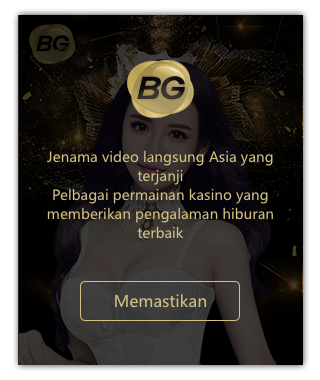 BG
BG
Jenama video langsung Asia yang
terjanji
Pelbagai permainan kasino yang
memberikan pengalaman hiburan
terbaik
Memastikan